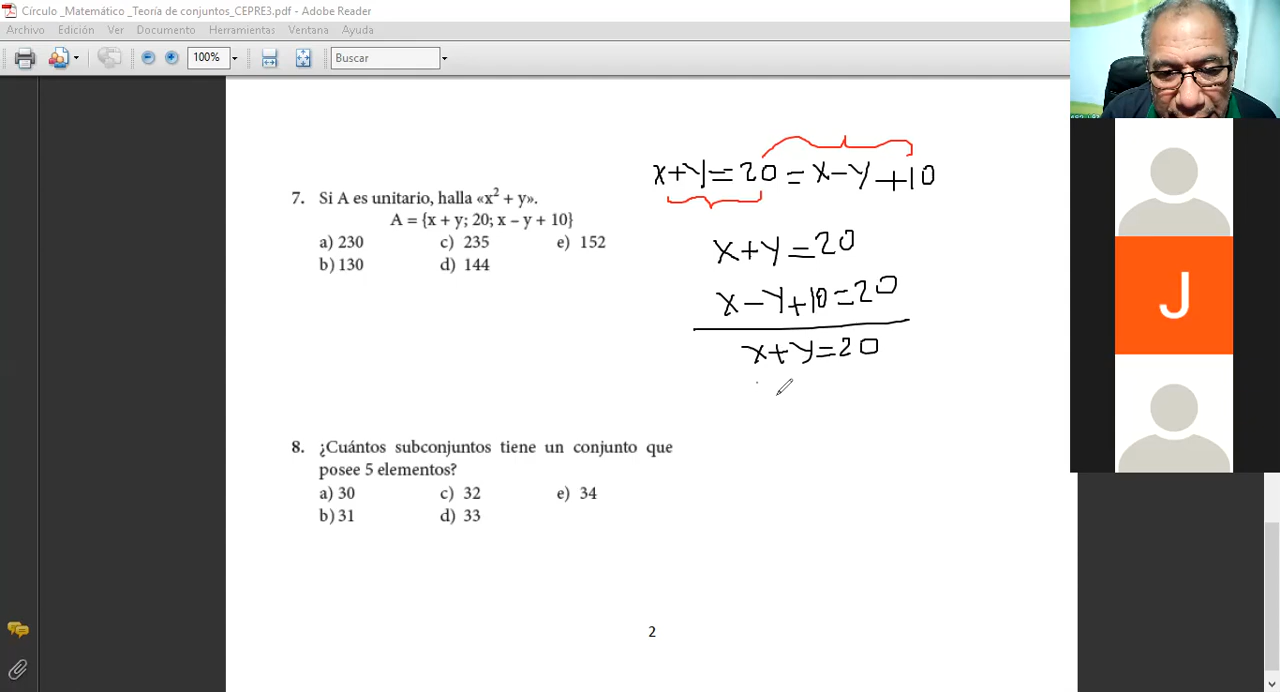 Círculo _Matemático _Teoría de conjuntos_CEPRE3.pdf - Adobe Reader
Archivo Edición Ver Documento Herramientas Ventana Ayuda
100% Buscar
x+y=20=x-y+10
7. Si A es unitario, halla «x² + y».
A = {x + y; 20; x – y + 10}
a) 230 c) 235 e) 152
b) 130 d) 144
x+y=20
x-y+10=20
x+y=20
8. ¿Cuántos subconjuntos tiene un conjunto que
posee 5 elementos?
a) 30 c) 32 e) 34
b) 31 d) 33
2
J